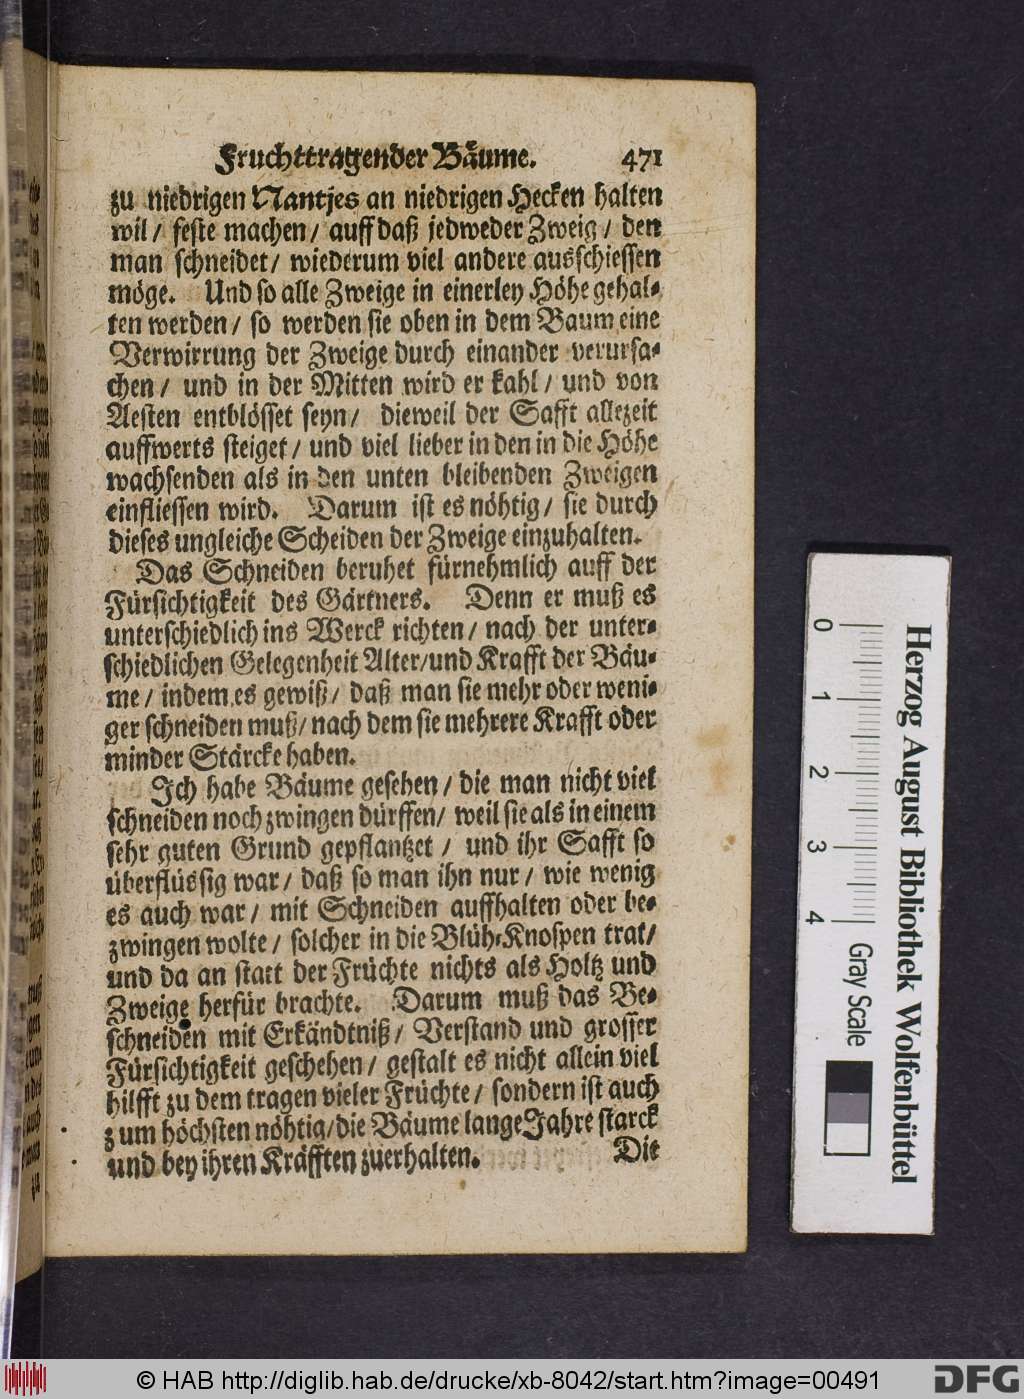 Fruchttragender Bäume. 471
zu niedrigen Nantjes an niedrigen Hecken halten
wil / feste machen / auff daß jedweder Zweig / den
man schneidet / wiederum viel andere ausschiessen
möge. Und so alle Zweige in einerley Höhe gehal-
ten werden / so werden sie oben in dem Baum eine
Verwirrung der Zweige durch einander verursa-
chen / und in der Mitten wird er kahl / und von
Aesten entblösset seyn / dieweil der Safft allezeit
auffwerts steiget / und viel lieber in den in die Höhe
wachsenden als in den unten bleibenden Zweigen
einfliessen wird. Darum ist es nöhtig / sie durch
dieses ungleiche Scheiden der Zweige einzuhalten.
Das Schneiden beruhet fürnehmlich auff der
Fürsichtigkeit des Gärtners. Denn er muß es
unterschiedlich ins Werck richten / nach der unter-
schiedlichen Gelegenheit Alter/und Krafft der Bäu-
me / indem es gewiß / daß man sie mehr oder weni-
ger schneiden muß / nach dem sie mehrere Krafft oder
minder Stärcke haben.
Ich habe Bäume gesehen / die man nicht viel
schneiden noch zwingen dürffen / weil sie als in einem
sehr guten Grund gepflantzet / und ihr Safft so
überflüssig war / daß so man ihn nur / wie wenig
es auch war / mit Schneiden auffhalten oder be-
zwingen wolte / solcher in die Blüh-Knospen trat /
und da an statt der Früchte nichts als Holtz und
Zweige herfür brachte. Darum muß das Be-
schneiden mit Erkändtniß / Verstand und grosser
Fürsichtigkeit geschehen / gestalt es nicht allein viel
hilfft zu dem tragen vieler Früchte / sondern ist auch
zum höchsten nöhtig / die Bäume lange Jahre starck
und bey ihren Kräfften zuerhalten. Die
Herzog August Bibliothek Wolfenbüttel
0 1 2 3 4 Gray Scale
© HAB http://diglib.hab.de/drucke/xb-8042/start.htm?image=00491
DFG